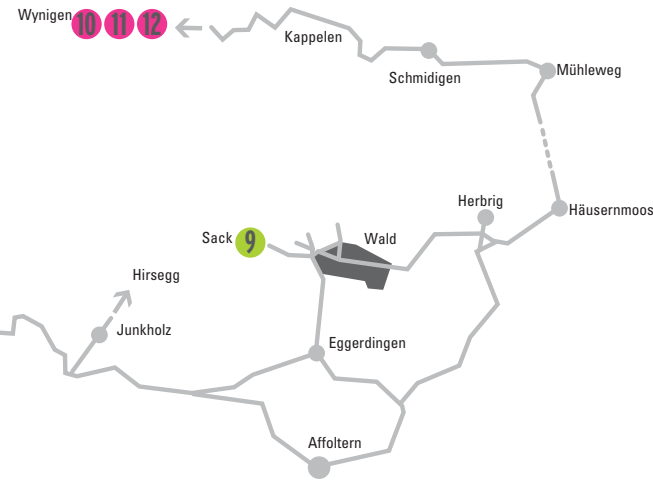 Wynigen 10 11 12
Kappelen
Schmidigen
Mühleweg
Herbrig
Häusernmoos
Sack 9
Wald
Hirsegg
Junkholz
Eggerdingen
Affoltern